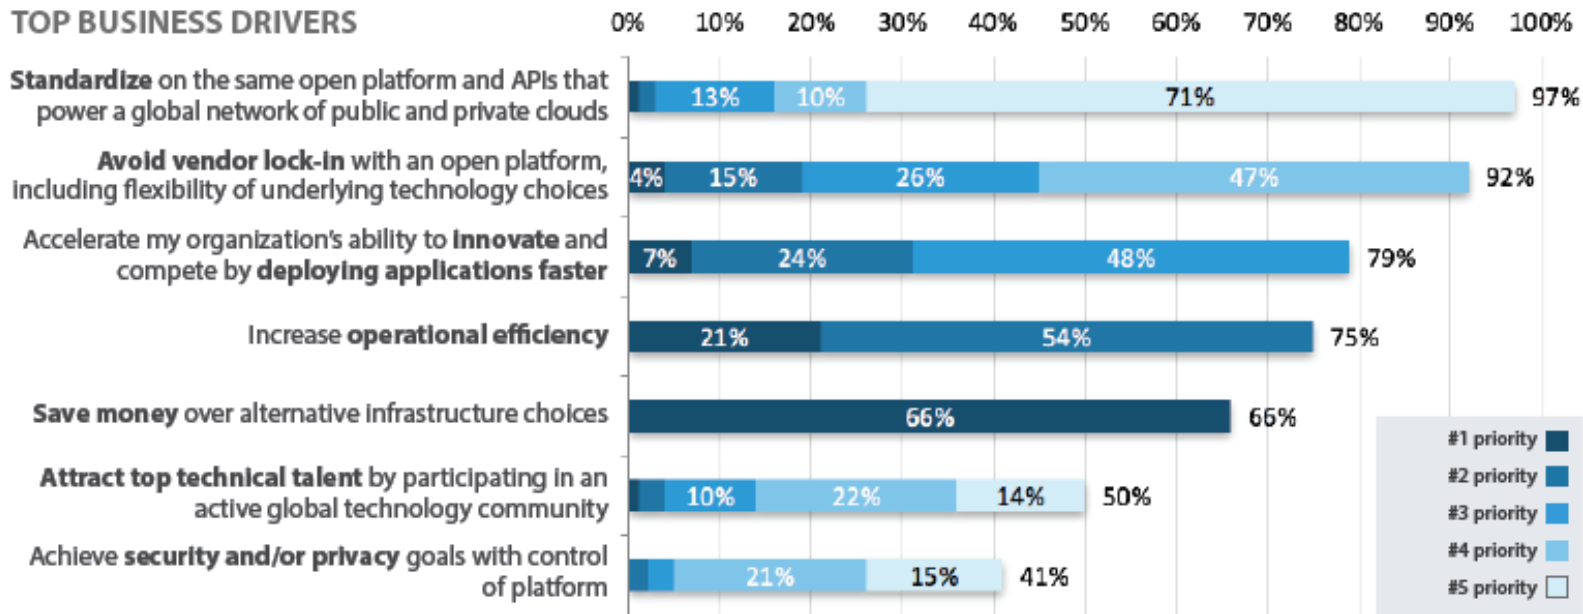 TOP BUSINESS DRIVERS
0% 10% 20% 30% 40% 50% 60% 70% 80% 90% 100%
Standardize on the same open platform and APIs that
power a global network of public and private clouds
13% 10% 71% 97%
Avoid vendor lock-in with an open platform,
including flexibility of underlying technology choices
4% 15% 26% 47% 92%
Accelerate my organization's ability to innovate and
compete by deploying applications faster
7% 24% 48% 79%
Increase operational efficiency
21% 54% 75%
Save money over alternative infrastructure choices
66% 66%
Attract top technical talent by participating in an
active global technology community
10% 22% 14% 50%
Achieve security and/or privacy goals with control
of platform
21% 15% 41%
#1 priority
#2 priority
#3 priority
#4 priority
#5 priority